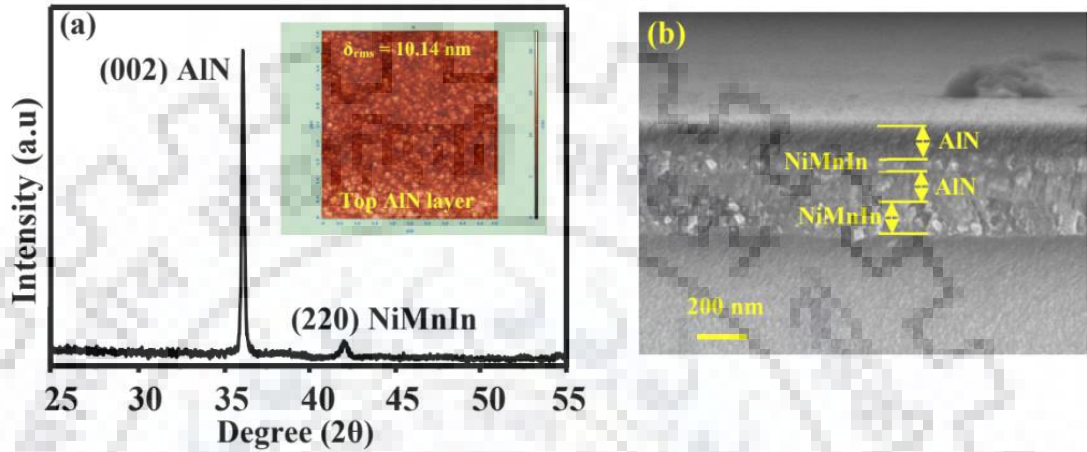 (a)
(002) AlN
δrms = 10.14 nm
Top AlN layer
(220) NiMnIn
Intensity (a.u)
25 30 35 40 45 50 55
Degree (2θ)
(b)
AlN
NiMnIn
AlN
NiMnIn
200 nm